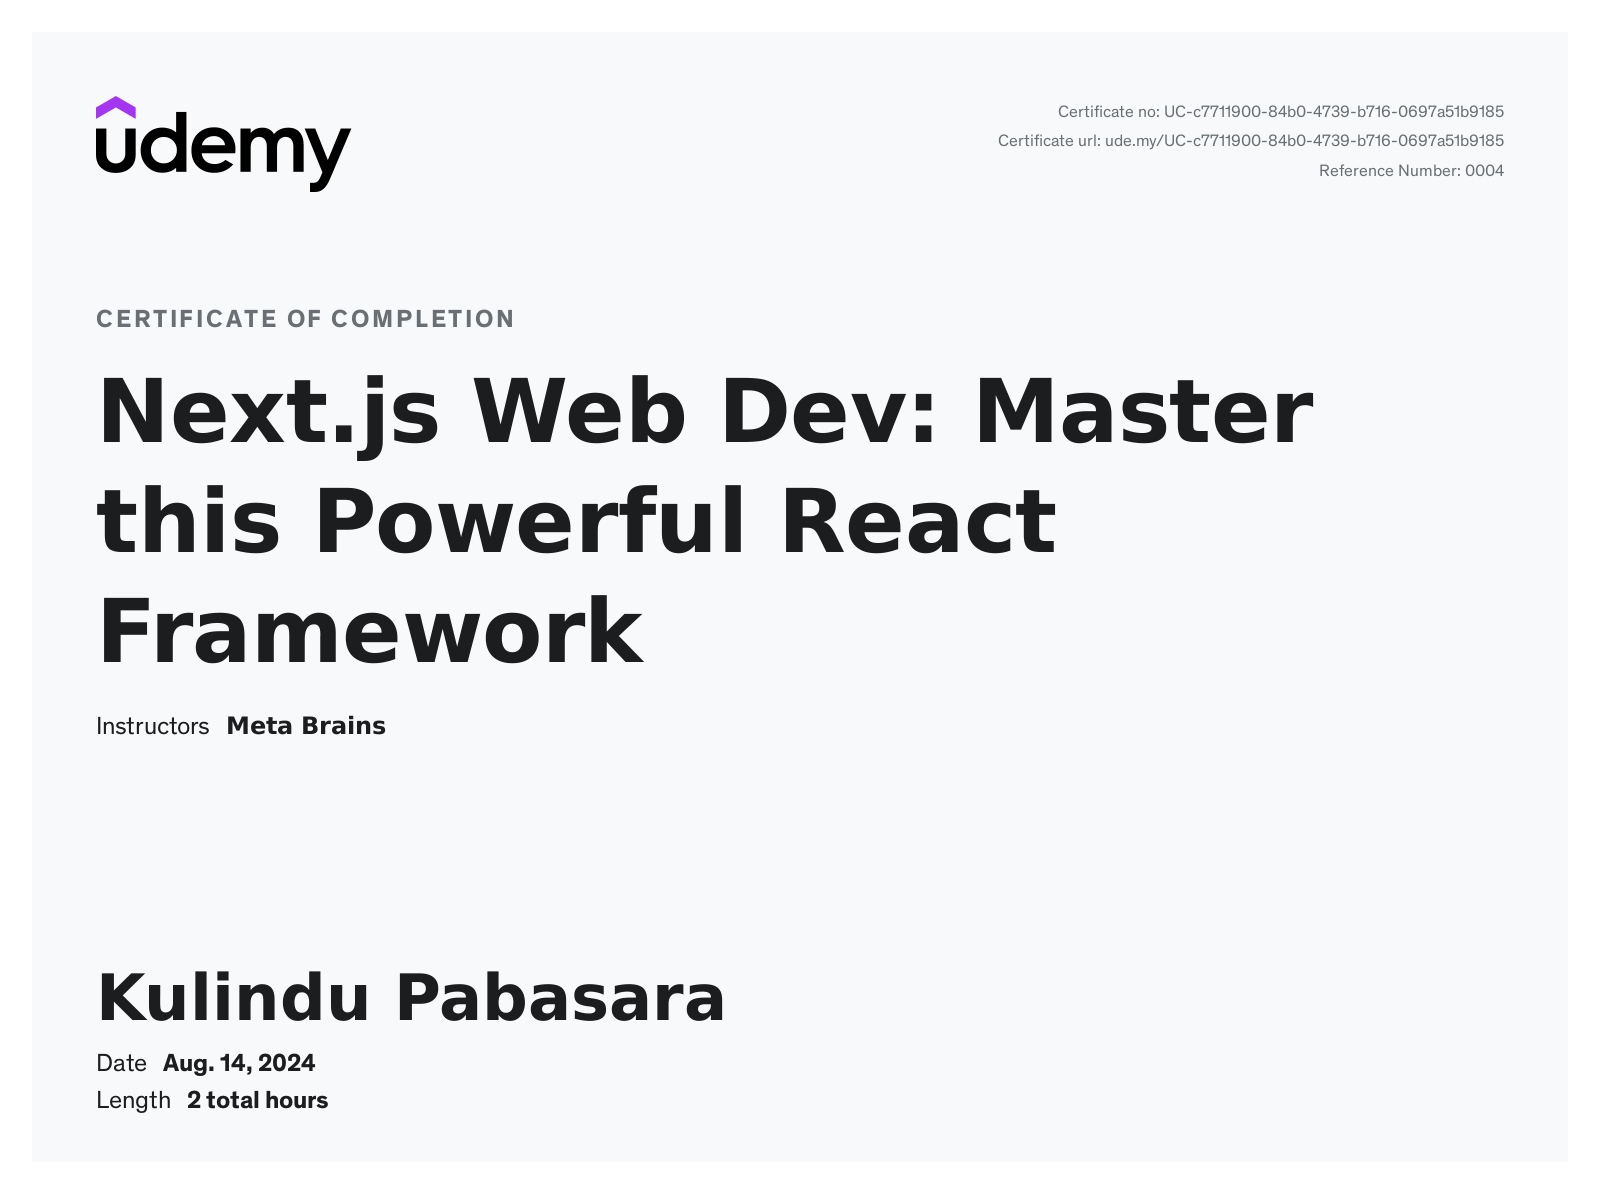 udemy
Certificate no: UC-c7711900-84b0-4739-b716-0697a51b9185
Certificate url: ude.my/UC-c7711900-84b0-4739-b716-0697a51b9185
Reference Number: 0004
CERTIFICATE OF COMPLETION
Next.js Web Dev: Master
this Powerful React
Framework
Instructors Meta Brains
Kulindu Pabasara
Date Aug. 14, 2024
Length 2 total hours